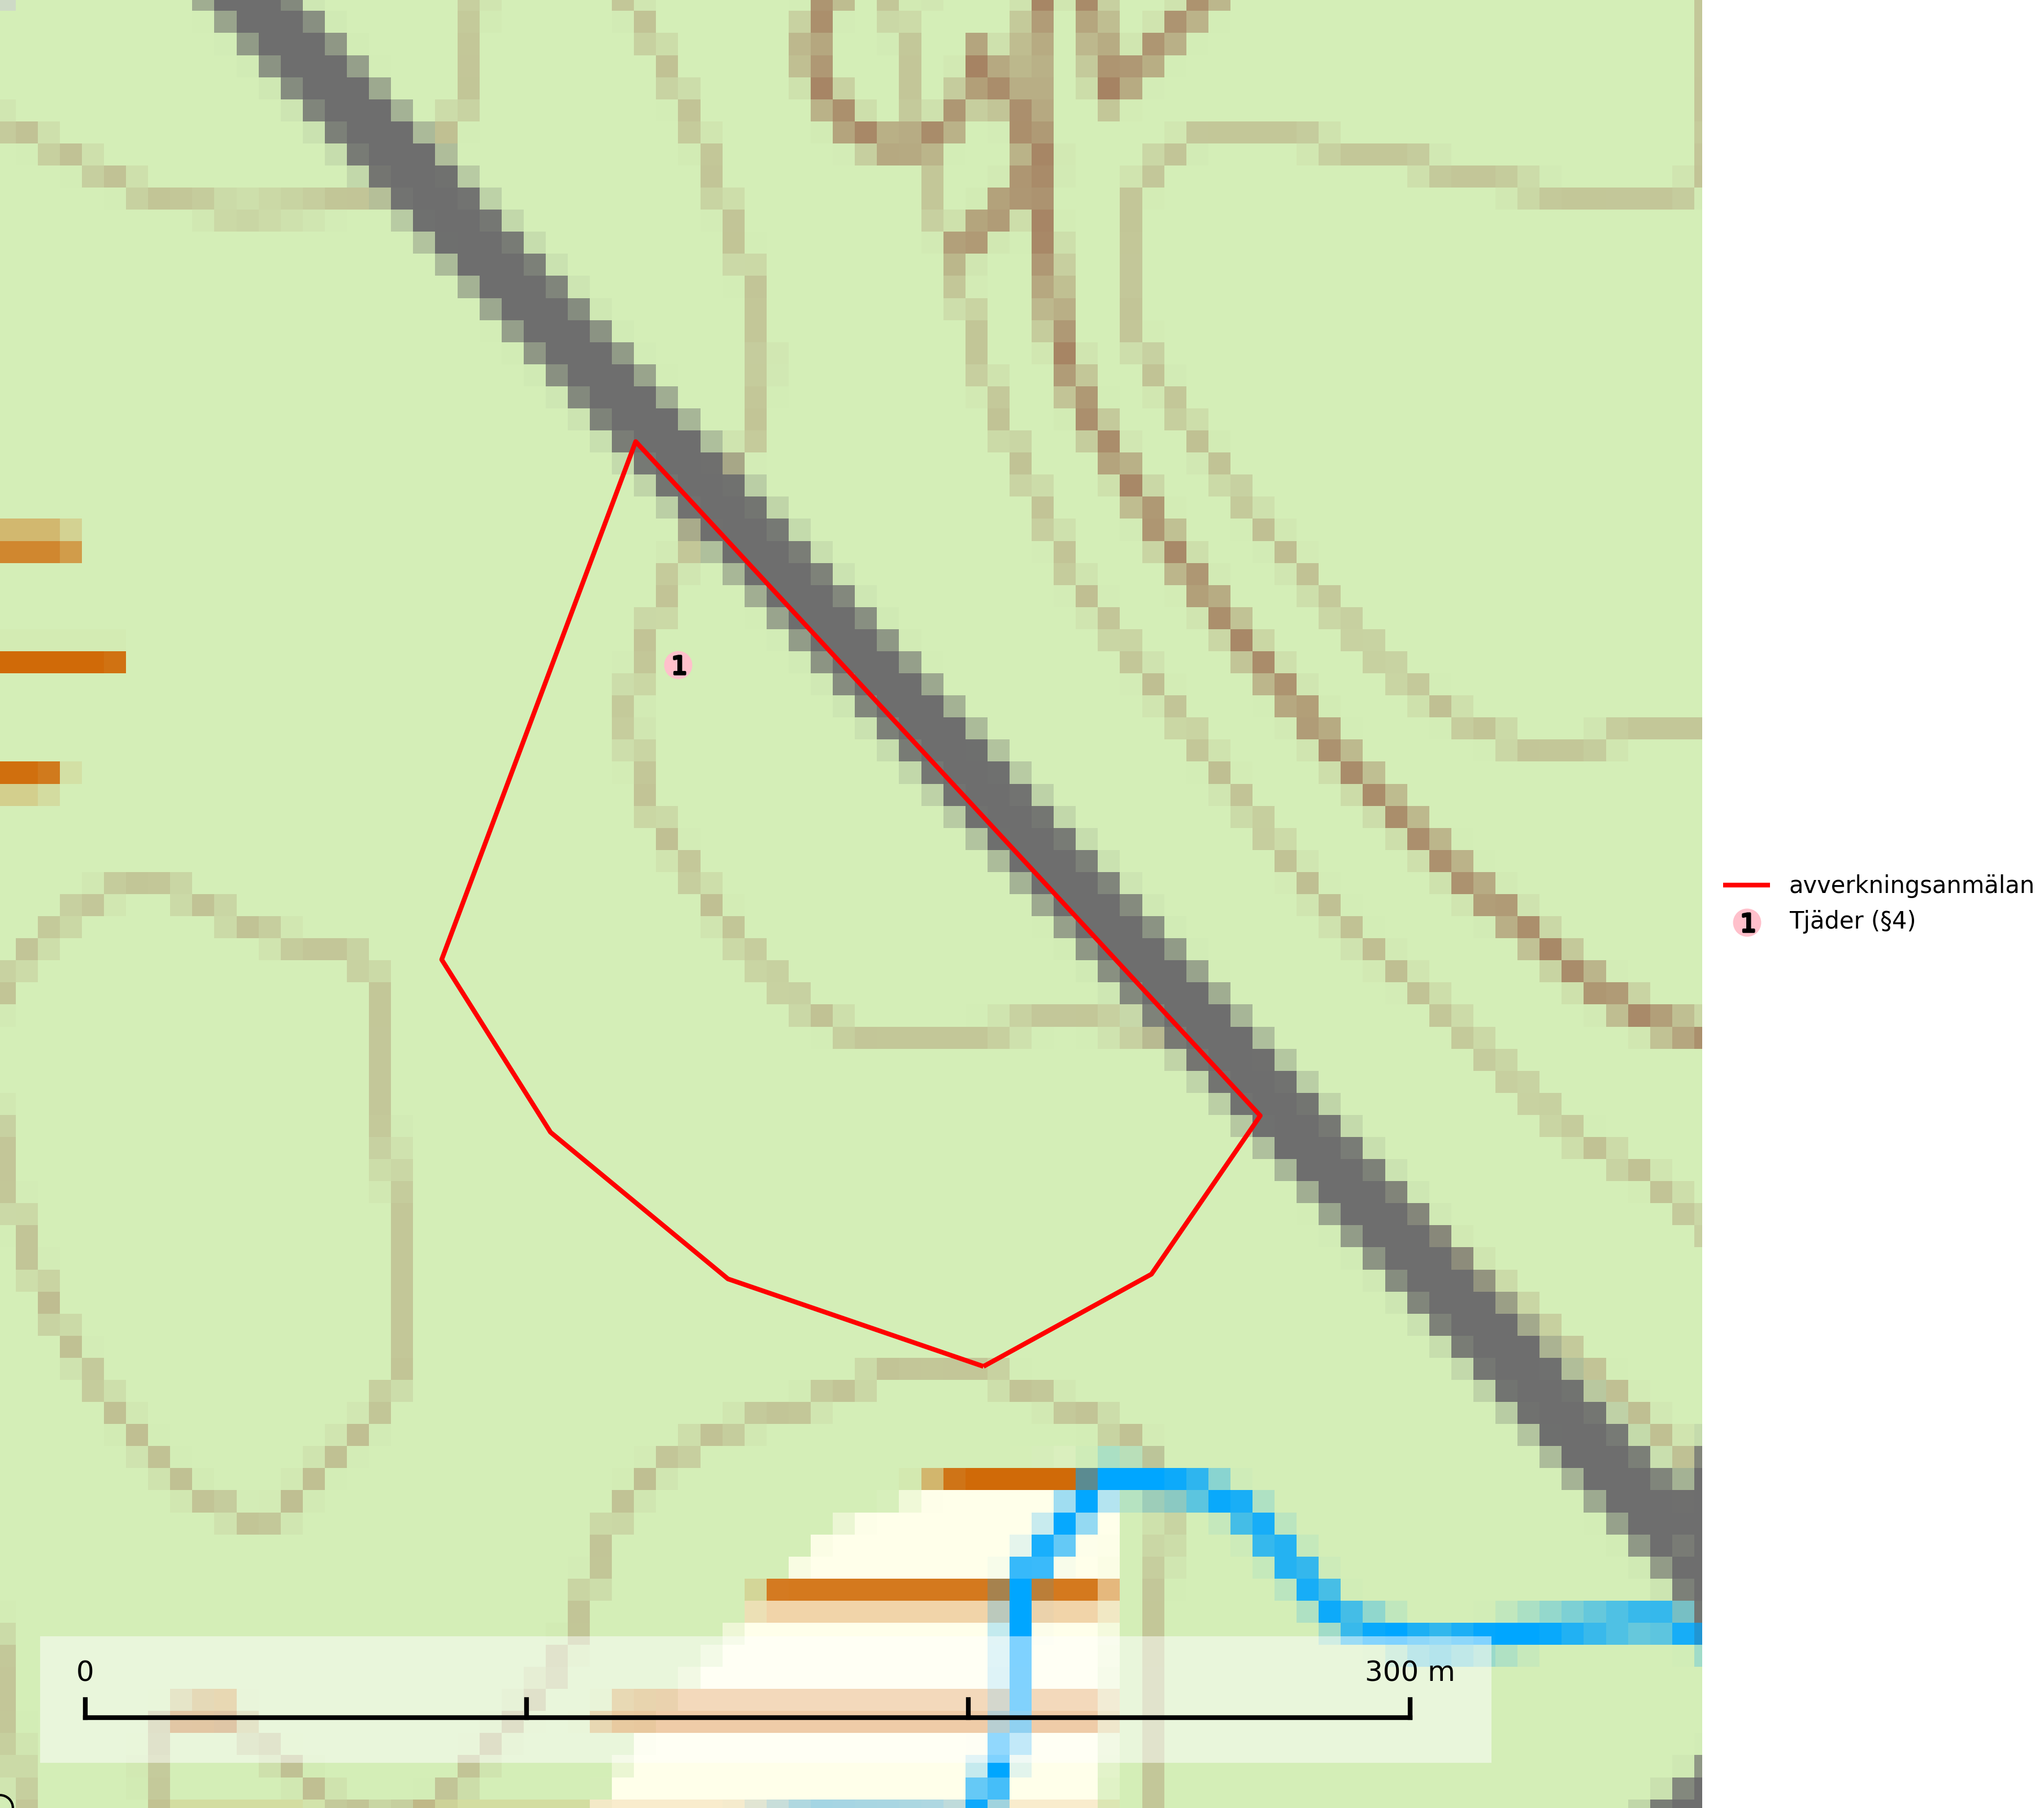 1
avverkningsanmälan
1 Tjäder (§4)
0 300 m